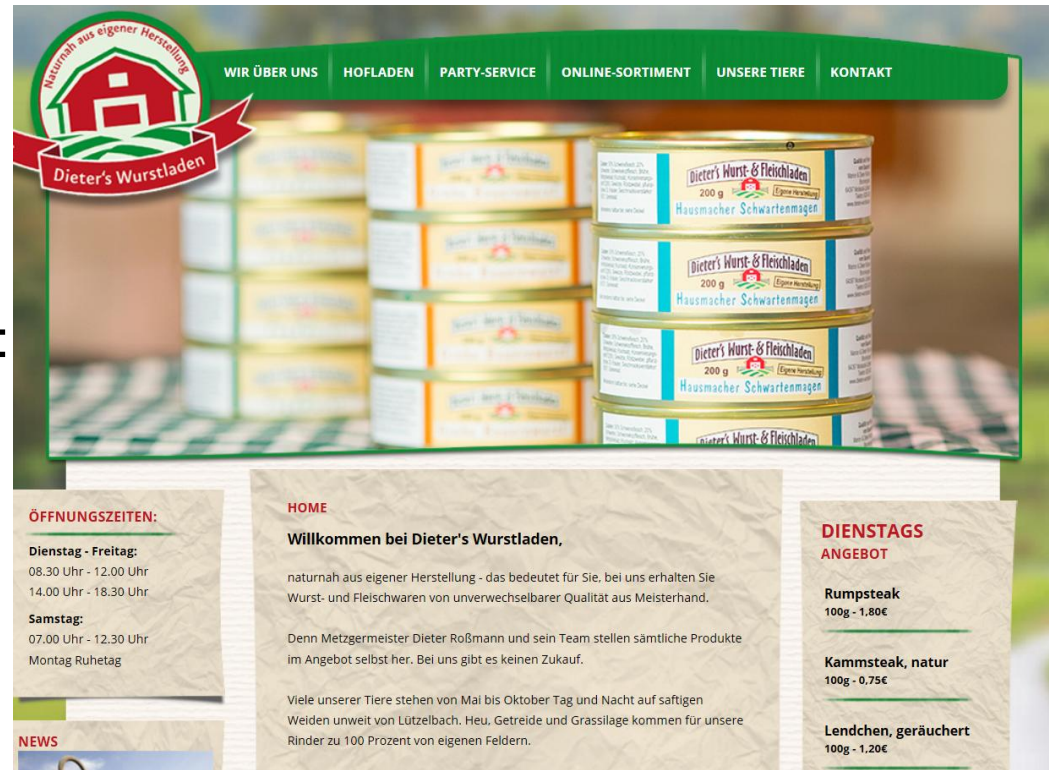 Naturnah aus eigener Herstellung
Dieter's Wurstladen
WIR ÜBER UNS
HOFLADEN
PARTY-SERVICE
ONLINE-SORTIMENT
UNSERE TIERE
KONTAKT
Dieter's Wurst- & Fleischladen
200 g
Eigene Herstellung
Hausmacher Schwartenmagen
Dieter's Wurst- & Fleischladen
200 g
Eigene Herstellung
Hausmacher Schwartenmagen
Dieter's Wurst- & Fleischladen
200 g
Eigene Herstellung
Hausmacher Schwartenmagen
Dieter's Wurst- & Fleischladen
ÖFFNUNGSZEITEN:
Dienstag - Freitag:
08.30 Uhr - 12.00 Uhr
14.00 Uhr - 18.30 Uhr
Samstag:
07.00 Uhr - 12.30 Uhr
Montag Ruhetag
NEWS
HOME
Willkommen bei Dieter's Wurstladen,
naturnah aus eigener Herstellung - das bedeutet für Sie, bei uns erhalten Sie
Wurst- und Fleischwaren von unverwechselbarer Qualität aus Meisterhand.
Denn Metzgermeister Dieter Roßmann und sein Team stellen sämtliche Produkte
im Angebot selbst her. Bei uns gibt es keinen Zukauf.
Viele unserer Tiere stehen von Mai bis Oktober Tag und Nacht auf saftigen
Weiden unweit von Lützelbach. Heu, Getreide und Grassilage kommen für unsere
Rinder zu 100 Prozent von eigenen Feldern.
DIENSTAGS
ANGEBOT
Rumpsteak
100g - 1,80€
Kammsteak, natur
100g - 0,75€
Lendchen, geräuchert
100g - 1,20€